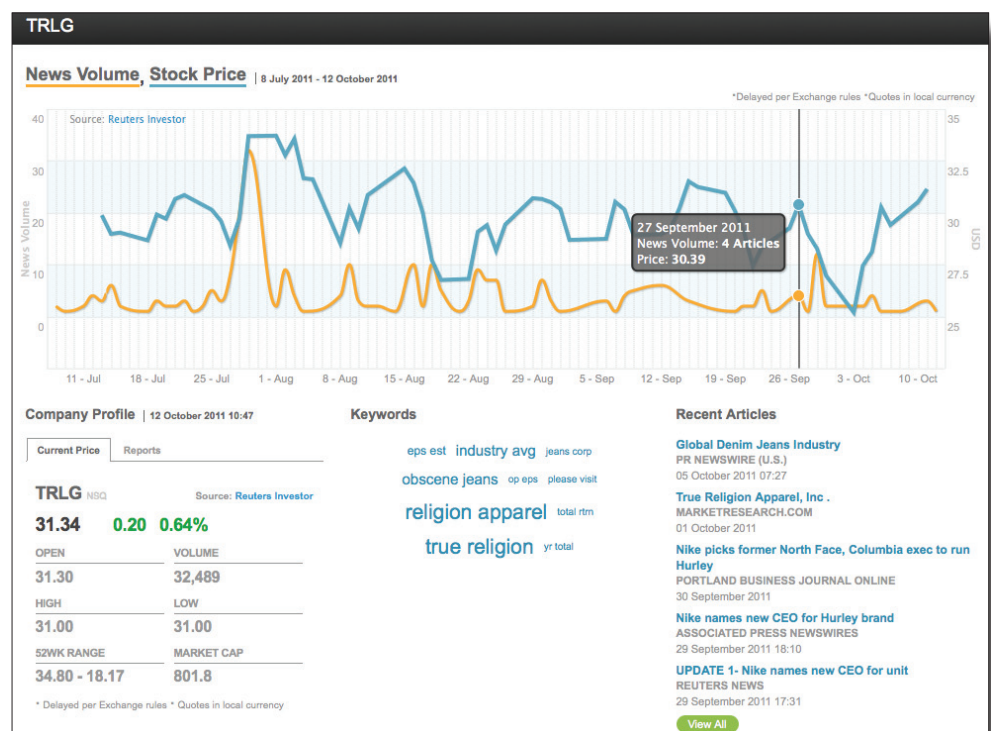 TRLG
News Volume, Stock Price | 8 July 2011 - 12 October 2011
*Delayed per Exchange rules *Quotes in local currency
Source: Reuters Investor
40
30
20
10
0
News Volume
35
32.5
30
27.5
25
USD
27 September 2011
News Volume: 4 Articles
Price: 30.39
11 - Jul 18 - Jul 25 - Jul 1 - Aug 8 - Aug 15 - Aug 22 - Aug 29 - Aug 5 - Sep 12 - Sep 19 - Sep 26 - Sep 3 - Oct 10 - Oct
Company Profile | 12 October 2011 10:47
Current Price Reports
TRLG NSQ Source: Reuters Investor
31.34 0.20 0.64%
OPEN VOLUME
31.30 32,489
HIGH LOW
31.00 31.00
52WK RANGE MARKET CAP
34.80 - 18.17 801.8
* Delayed per Exchange rules * Quotes in local currency
Keywords
eps est industry avg jeans corp
obscene jeans op eps please visit
religion apparel total rtrn
true religion yr total
Recent Articles
Global Denim Jeans Industry
PR NEWSWIRE (U.S.)
05 October 2011 07:27
True Religion Apparel, Inc .
MARKETRESEARCH.COM
01 October 2011
Nike picks former North Face, Columbia exec to run
Hurley
PORTLAND BUSINESS JOURNAL ONLINE
30 September 2011
Nike names new CEO for Hurley brand
ASSOCIATED PRESS NEWSWIRES
29 September 2011 18:10
UPDATE 1- Nike names new CEO for unit
REUTERS NEWS
29 September 2011 17:31
View All